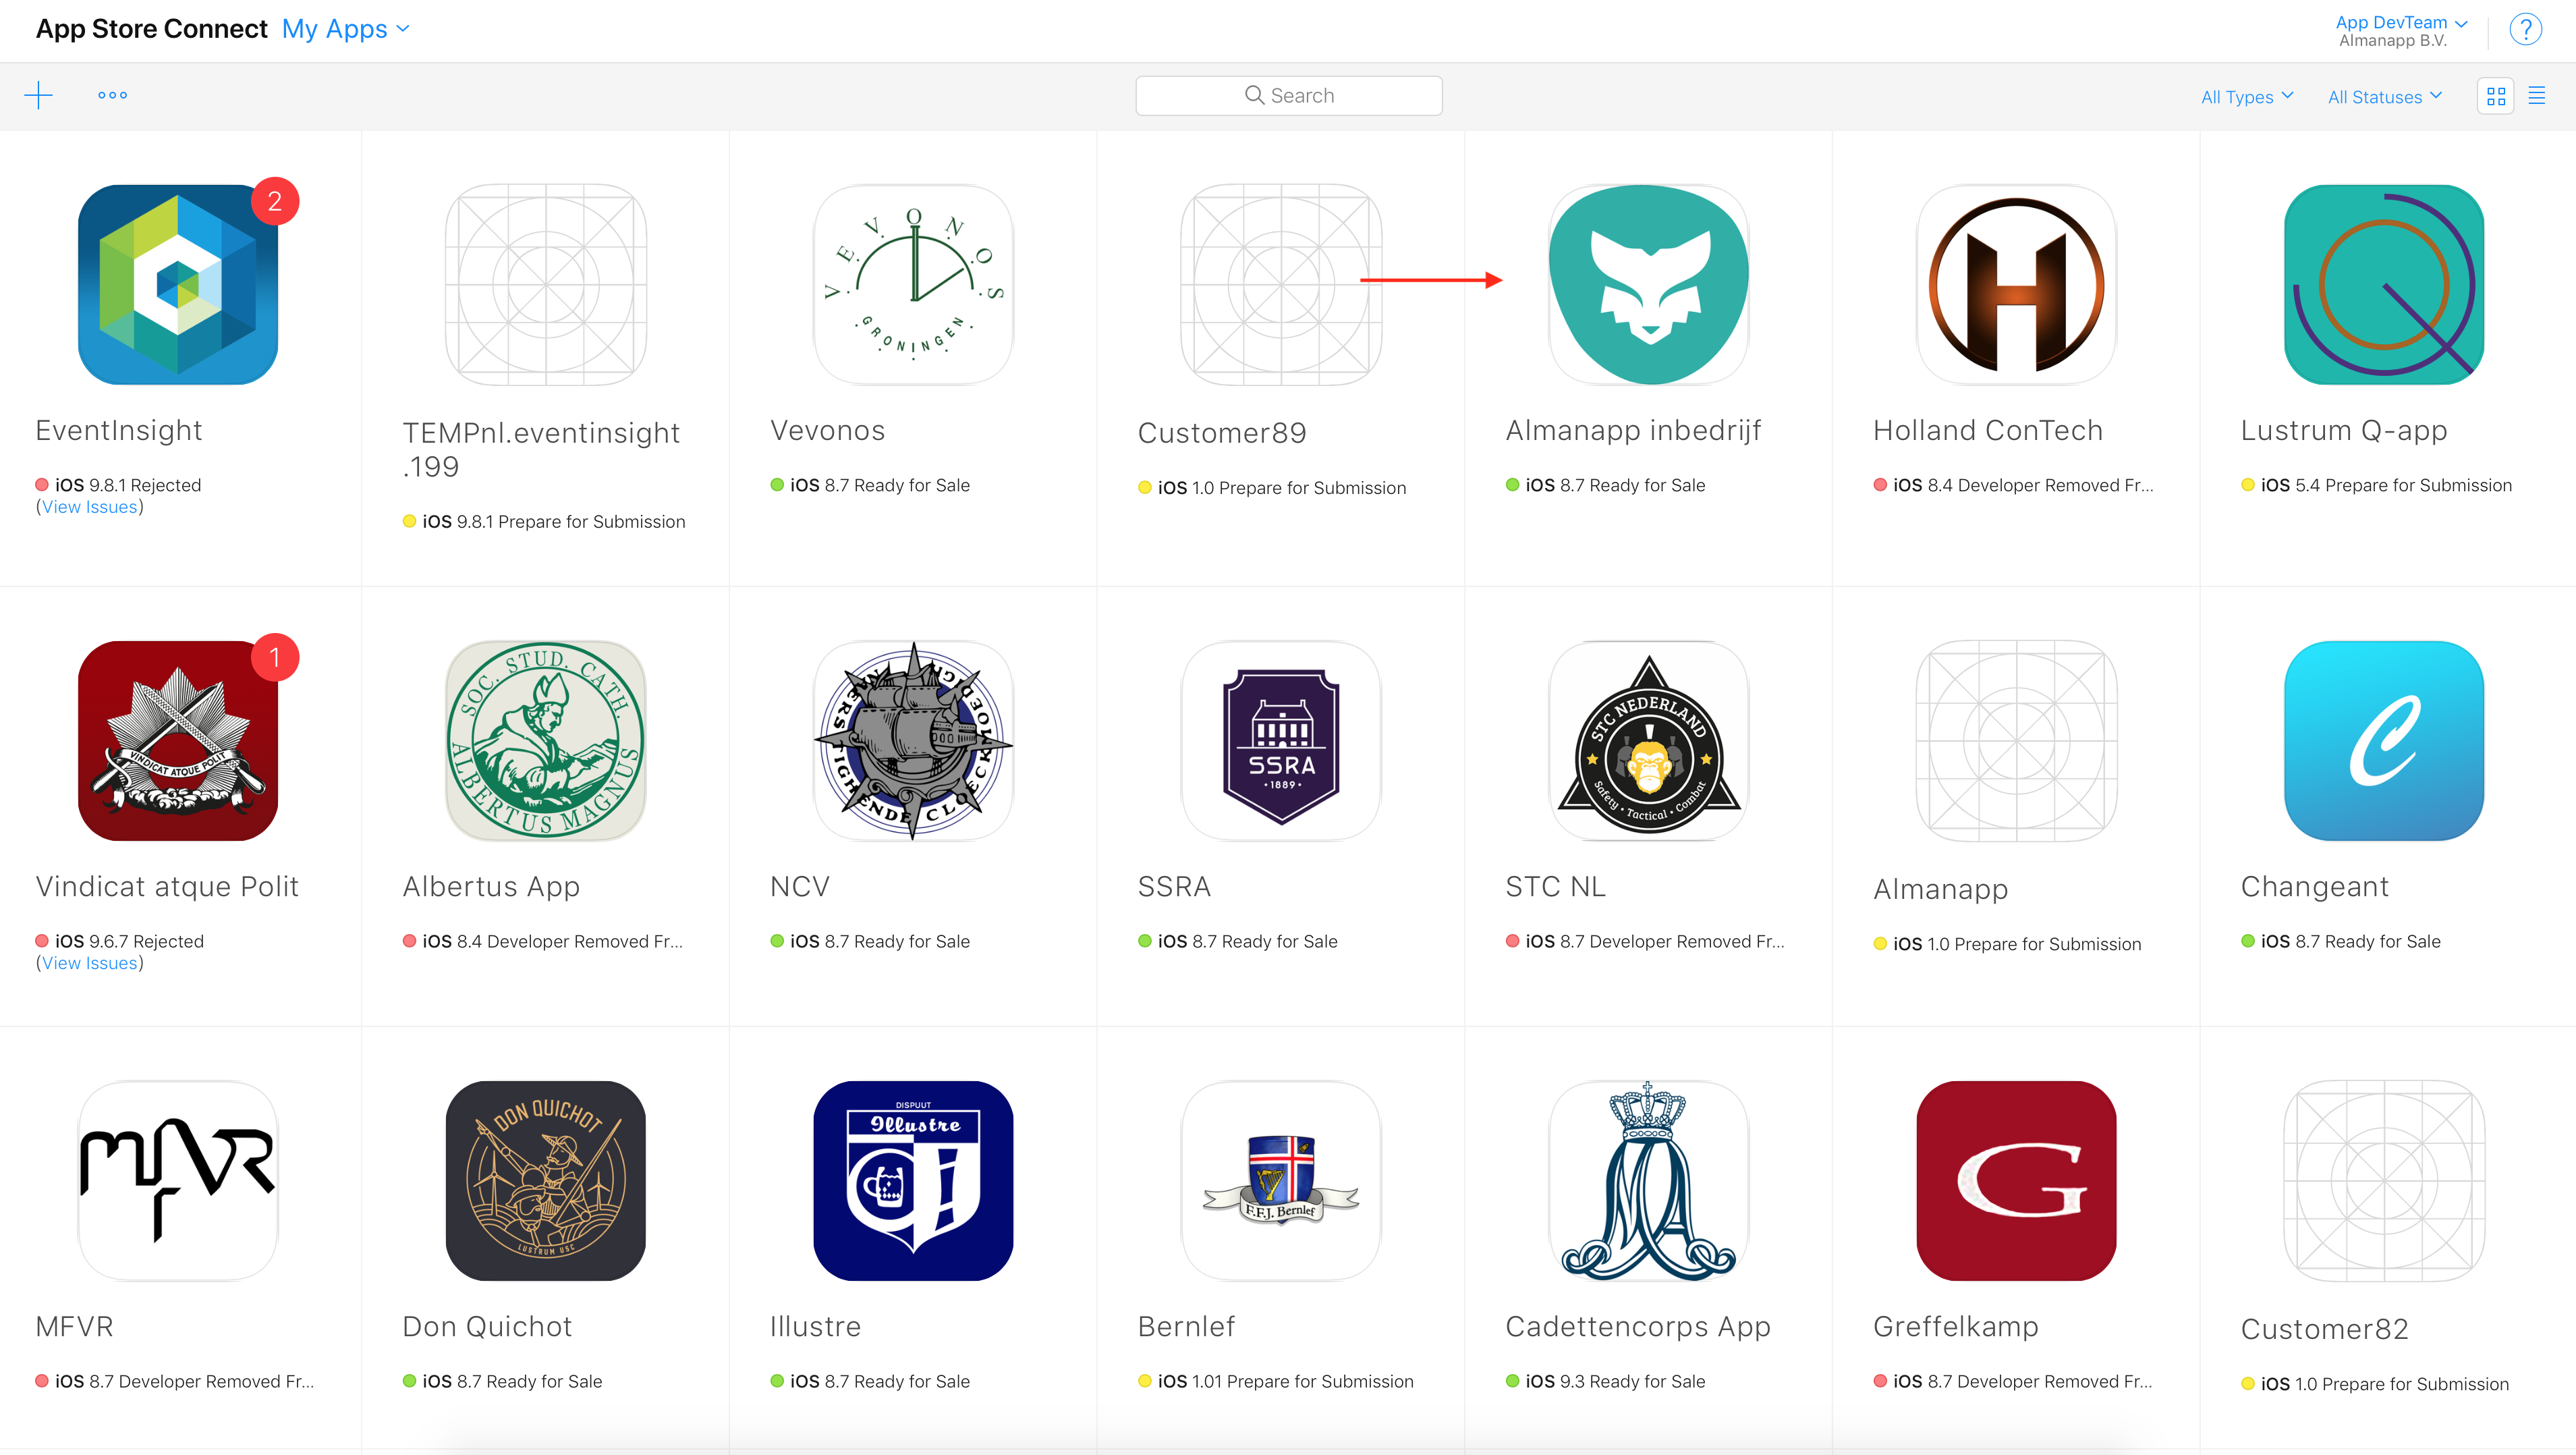 App Store Connect My Apps
App DevTeam
Almanapp B.V.
?
Search
All Types
All Statuses
2
VEVONOS
GRONINGEN
EventInsight
TEMPnl.eventinsight
.199
Vevonos
Customer89
Almanapp inbedrijf
Holland ConTech
Lustrum Q-app
iOS 9.8.1 Rejected
(View Issues)
iOS 9.8.1 Prepare for Submission
iOS 8.7 Ready for Sale
iOS 1.0 Prepare for Submission
iOS 8.7 Ready for Sale
iOS 8.4 Developer Removed Fr...
iOS 5.4 Prepare for Submission
1
VINDICAT ATQUE POLIT
SOC. STUD. CATH.
ALBERTUS MAGNUS
SSRA
·1889·
STC NEDERLAND
Safety • Tactical • Combat
C
Vindicat atque Polit
Albertus App
NCV
SSRA
STC NL
Almanapp
Changeant
iOS 9.6.7 Rejected
(View Issues)
iOS 8.4 Developer Removed Fr...
iOS 8.7 Ready for Sale
iOS 8.7 Ready for Sale
iOS 8.7 Developer Removed Fr...
iOS 1.0 Prepare for Submission
iOS 8.7 Ready for Sale
DON QUICHOT
LUSTRUM USC
DISPUUT
Illustre
F.F.J. Bernlef
G
MFVR
Don Quichot
Illustre
Bernlef
Cadettencorps App
Greffelkamp
Customer82
iOS 8.7 Developer Removed Fr...
iOS 8.7 Ready for Sale
iOS 8.7 Ready for Sale
iOS 1.01 Prepare for Submission
iOS 9.3 Ready for Sale
iOS 8.7 Developer Removed Fr...
iOS 1.0 Prepare for Submission